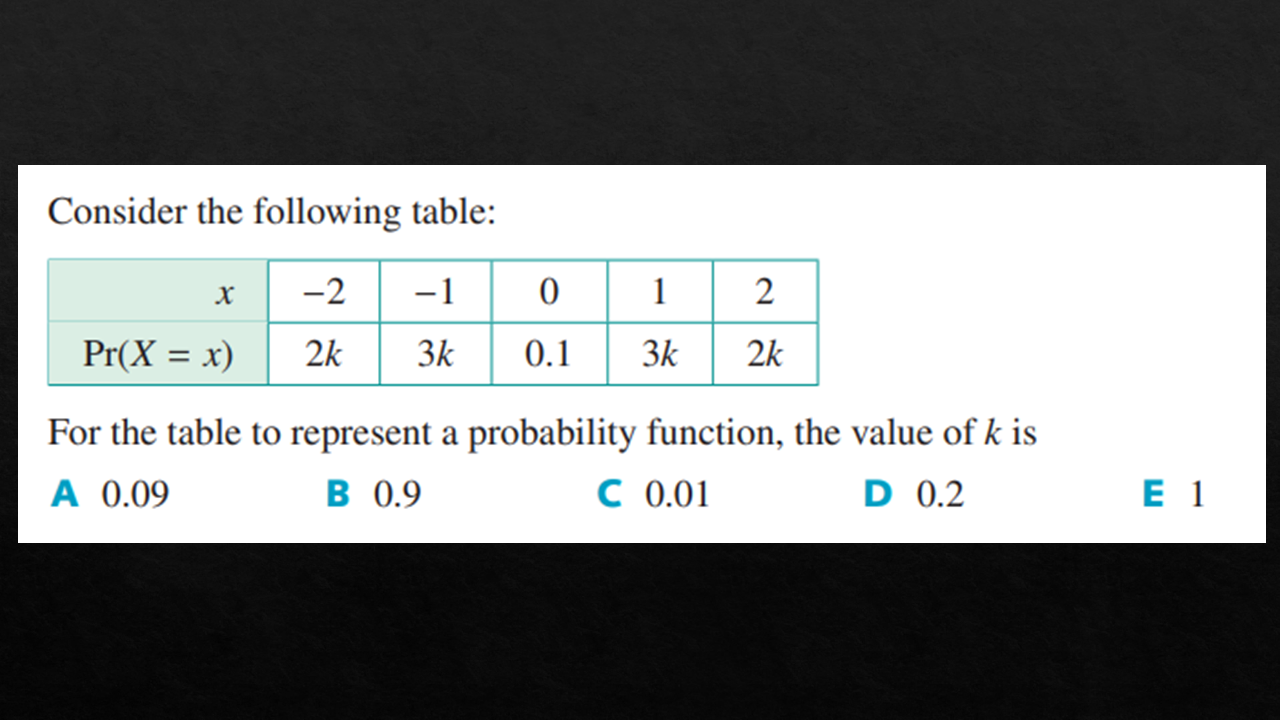 Consider the following table:
x −2 −1 0 1 2
Pr(X = x) 2k 3k 0.1 3k 2k
For the table to represent a probability function, the value of k is
A 0.09 B 0.9 C 0.01 D 0.2 E 1